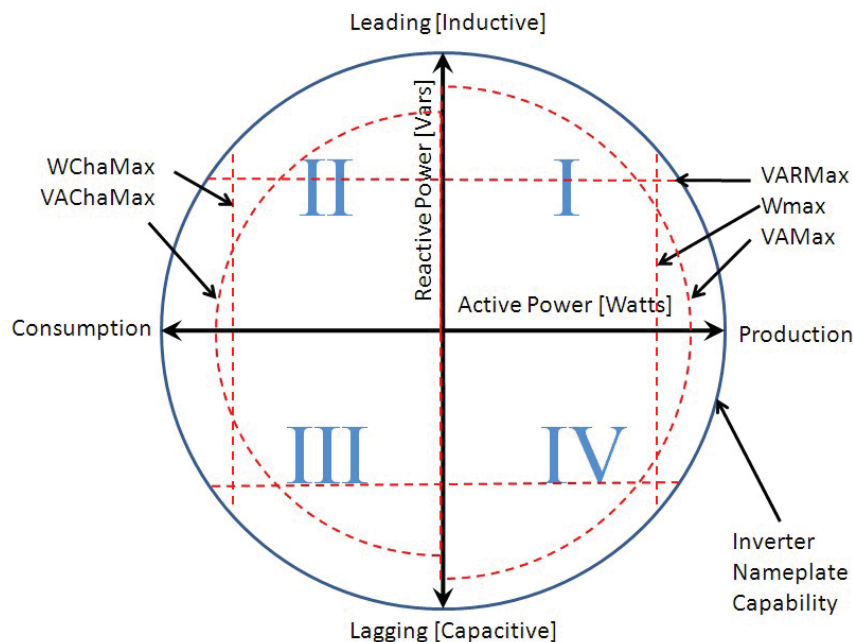 Leading [Inductive]
Reactive Power [Vars]
WChaMax
VAChaMax
II
I
VARMax
Wmax
VAMax
Active Power [Watts]
Consumption
Production
III
IV
Inverter
Nameplate
Capability
Lagging [Capacitive]